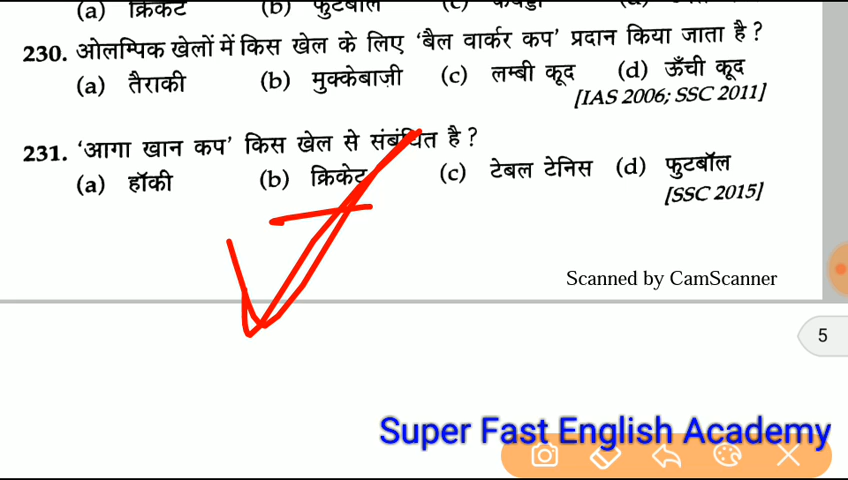 (a) क्रिकेट (b) फुटबॉल (c)
230. ओलम्पिक खेलों में किस खेल के लिए ‘बैल वार्कर कप’ प्रदान किया जाता है ?
(a) तैराकी (b) मुक्केबाज़ी (c) लम्बी कूद (d) ऊँची कूद
[IAS 2006; SSC 2011]
231. ‘आगा खान कप’ किस खेल से संबंधित है ?
(a) हॉकी (b) क्रिकेट (c) टेबल टेनिस (d) फुटबॉल
[SSC 2015]
Scanned by CamScanner
5
Super Fast English Academy